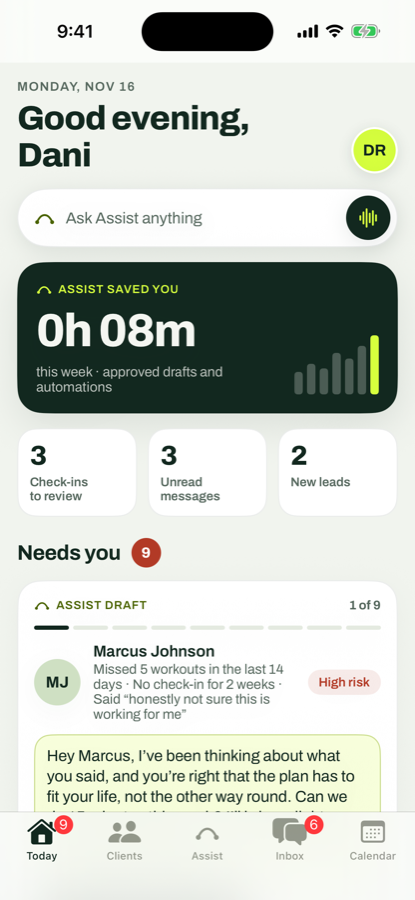 9:41
MONDAY, NOV 16
Good evening,
Dani
DR
Ask Assist anything
ASSIST SAVED YOU
0h 08m
this week · approved drafts and
automations
3
Check-ins
to review
3
Unread
messages
2
New leads
Needs you 9
ASSIST DRAFT
1 of 9
MJ
Marcus Johnson
Missed 5 workouts in the last 14
days · No check-in for 2 weeks ·
Said “honestly not sure this is
working for me”
High risk
Hey Marcus, I’ve been thinking about what
you said, and you’re right that the plan has to
fit your life, not the other way round. Can we
9
Today
Clients
Assist
6
Inbox
Calendar